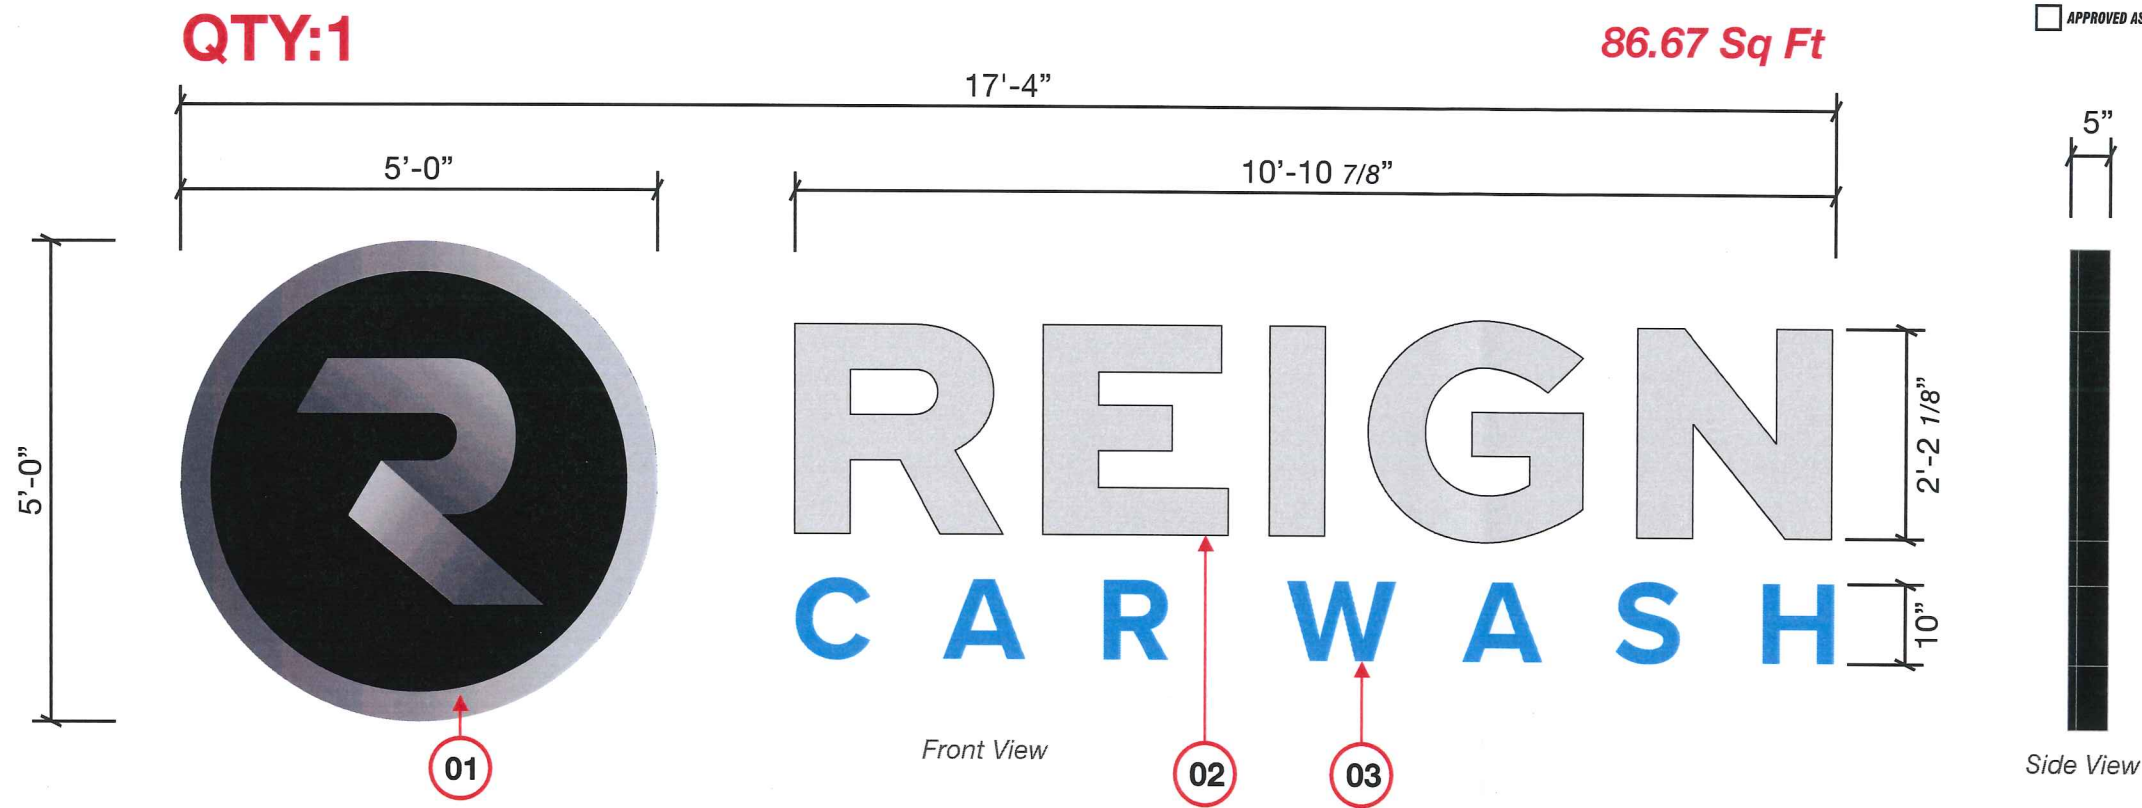 QTY:1
86.67 Sq Ft
APPROVED AS
17'-4”
5”
5’-0”
10’-10 7/8”
5’-0”
R
REIGN
2'-2 1/8”
CAR WASH
10”
Front View
Side View
01
02
03